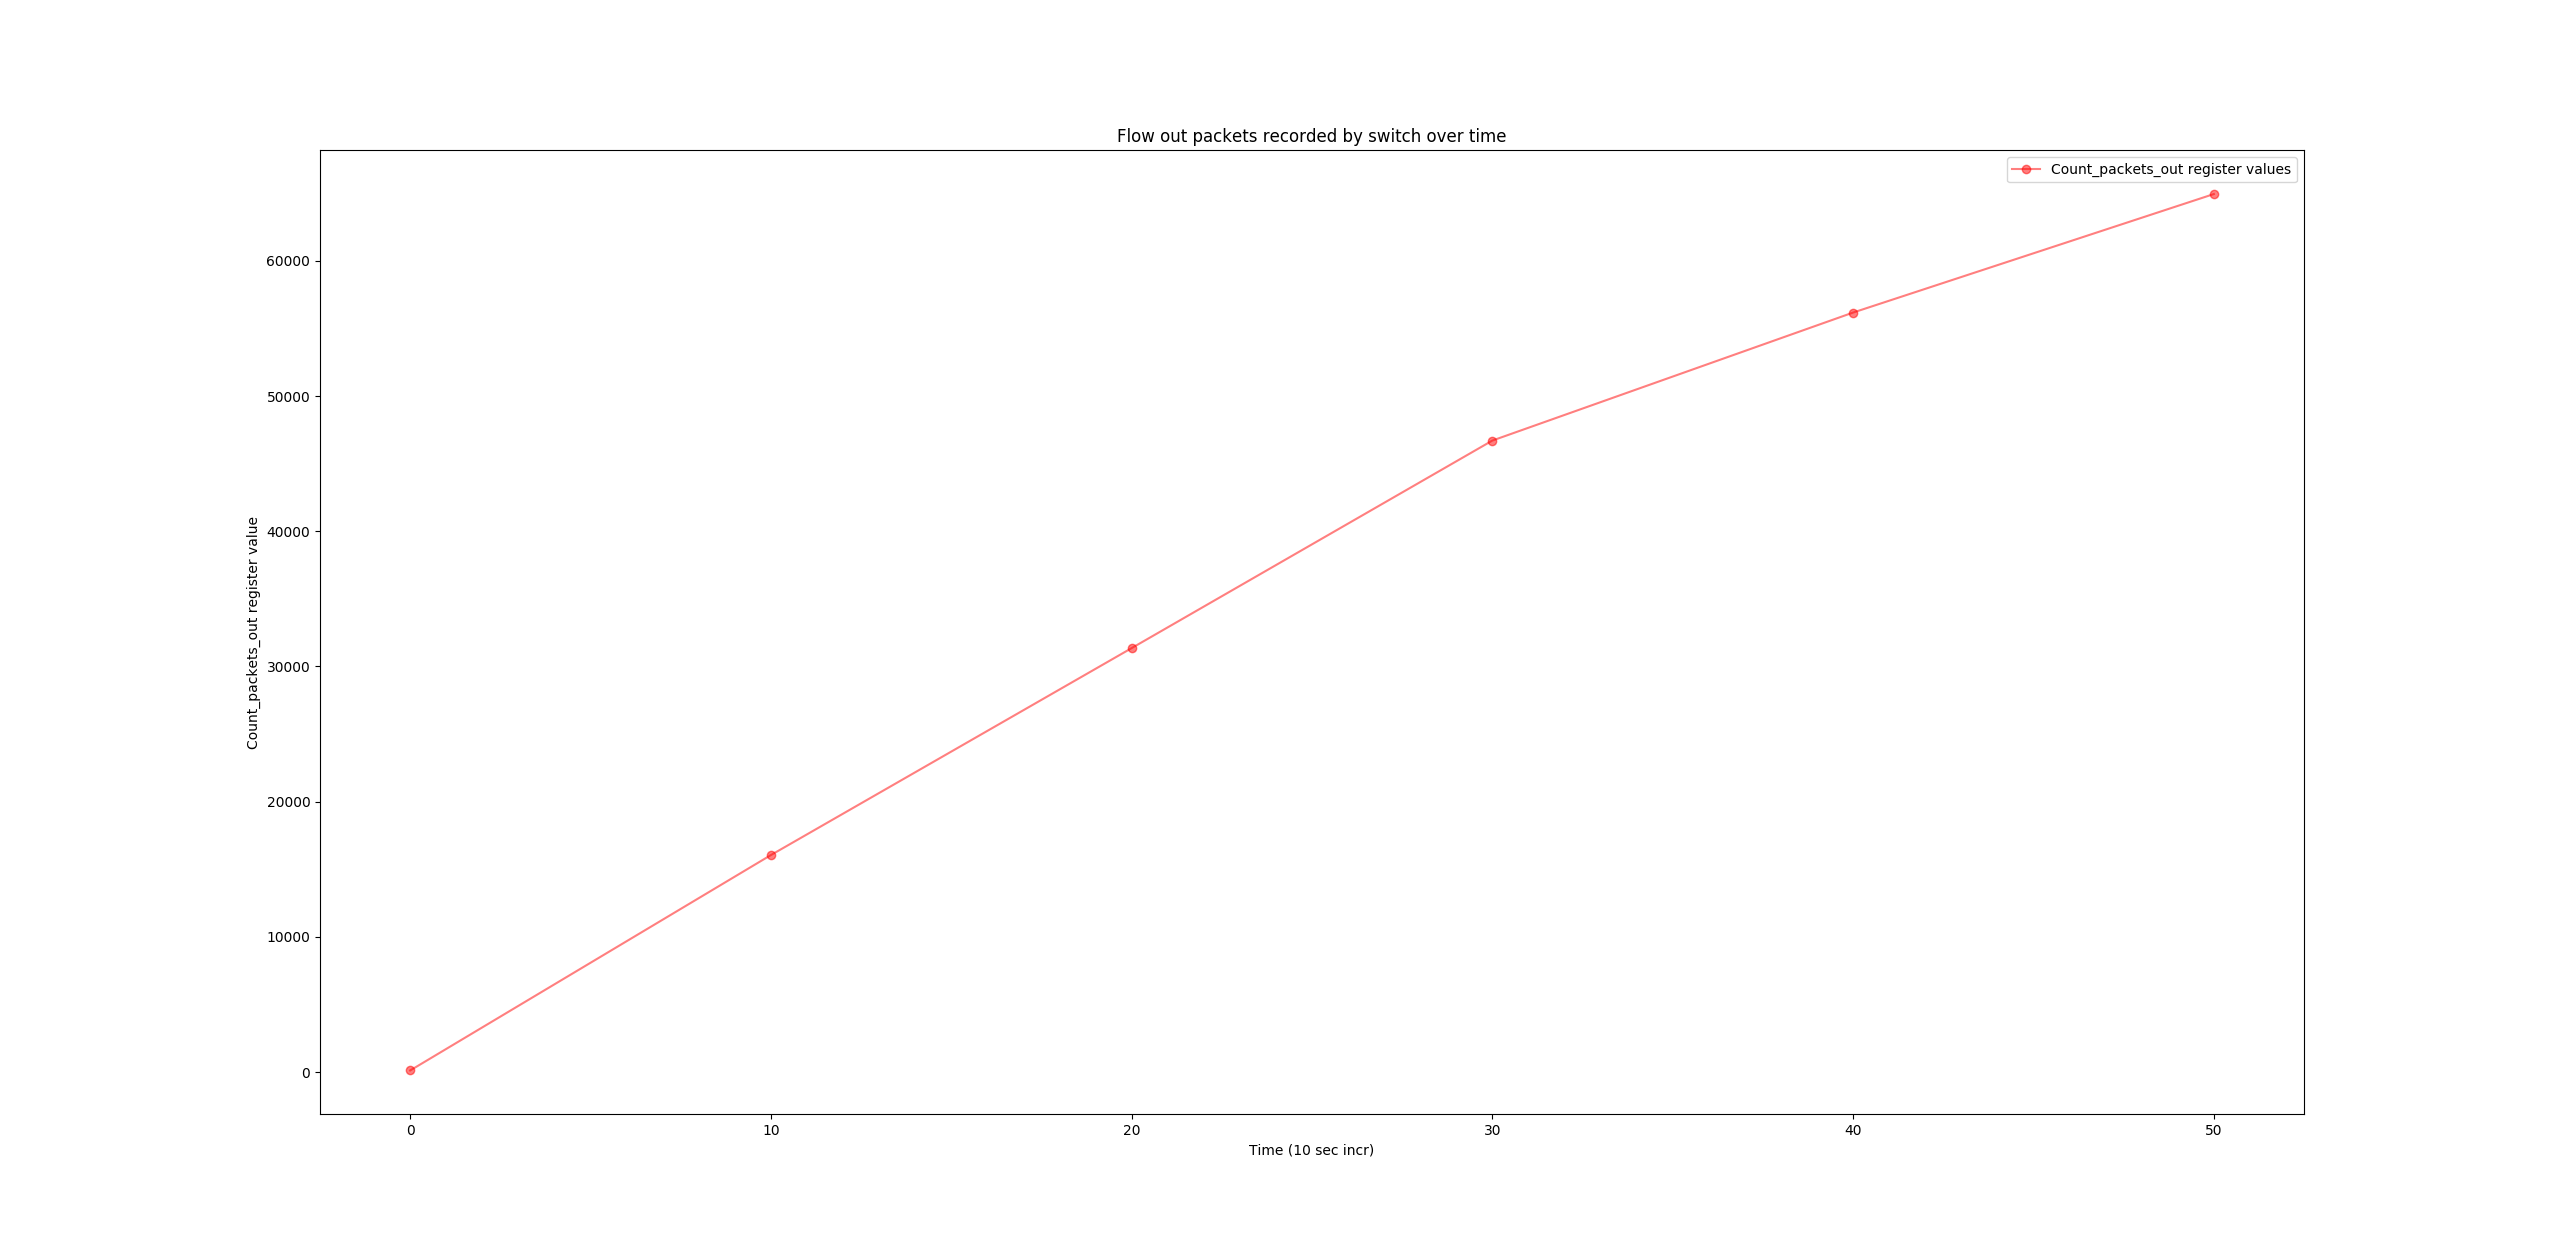 Flow out packets recorded by switch over time
Count_packets_out register values
60000
50000
40000
30000
20000
10000
0
Count_packets_out register value
0 10 20 30 40 50
Time (10 sec incr)